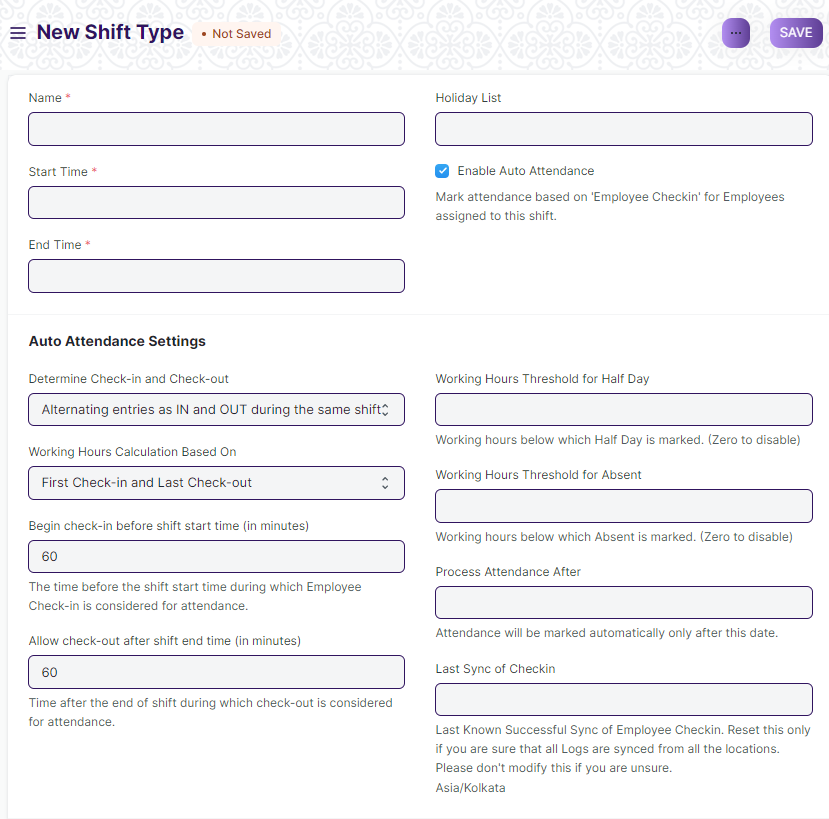 New Shift Type
• Not Saved
...
SAVE
Name *
Start Time *
End Time *
Holiday List
Enable Auto Attendance
Mark attendance based on 'Employee Checkin' for Employees
assigned to this shift.
Auto Attendance Settings
Determine Check-in and Check-out
Alternating entries as IN and OUT during the same shift
Working Hours Calculation Based On
First Check-in and Last Check-out
Begin check-in before shift start time (in minutes)
60
The time before the shift start time during which Employee
Check-in is considered for attendance.
Allow check-out after shift end time (in minutes)
60
Time after the end of shift during which check-out is considered
for attendance.
Working Hours Threshold for Half Day
Working hours below which Half Day is marked. (Zero to disable)
Working Hours Threshold for Absent
Working hours below which Absent is marked. (Zero to disable)
Process Attendance After
Attendance will be marked automatically only after this date.
Last Sync of Checkin
Last Known Successful Sync of Employee Checkin. Reset this only
if you are sure that all Logs are synced from all the locations.
Please don't modify this if you are unsure.
Asia/Kolkata